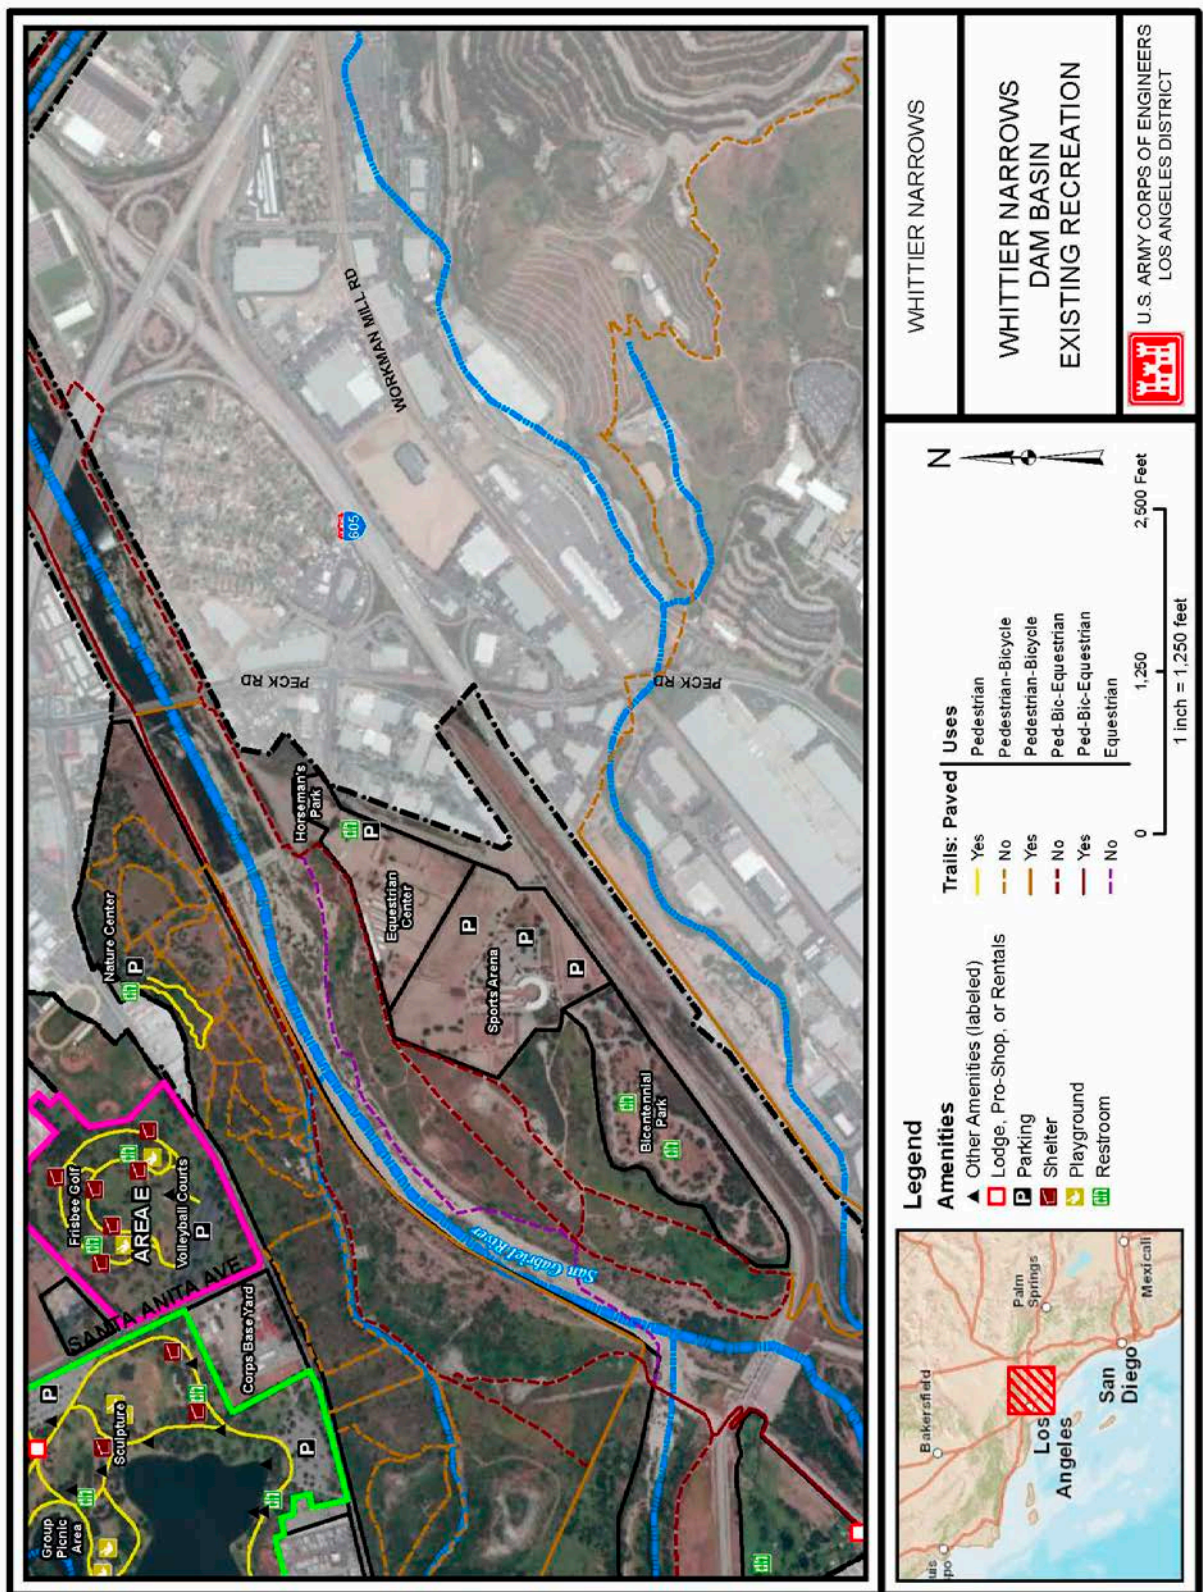 Group
Picnic
Area
Sculpture
Corps Base Yard
SANTA ANITA AVE
Frisbee Golf
AREA E
Volleyball Courts
P
P
P
Nature Center
P
San Gabriel River
Bicentennial
Park
Sports Arena
P
P
P
Equestrian
Center
Horseman's
Park
P
PECK RD
PECK RD
605
WORKMAN MILL RD
Bakersfield
Los
Angeles
San
Diego
Palm
Springs
Mexicali
uis
po
Legend
Amenities
Other Amenities (labeled)
Lodge, Pro-Shop, or Rentals
P Parking
Shelter
Playground
Restroom
Trails: Paved Uses
Yes Pedestrian
No Pedestrian-Bicycle
Yes Pedestrian-Bicycle
No Ped-Bic-Equestrian
Yes Ped-Bic-Equestrian
No Equestrian
N
0 1,250 2,500 Feet
1 inch = 1,250 feet
WHITTIER NARROWS
WHITTIER NARROWS
DAM BASIN
EXISTING RECREATION
U.S. ARMY CORPS OF ENGINEERS
LOS ANGELES DISTRICT